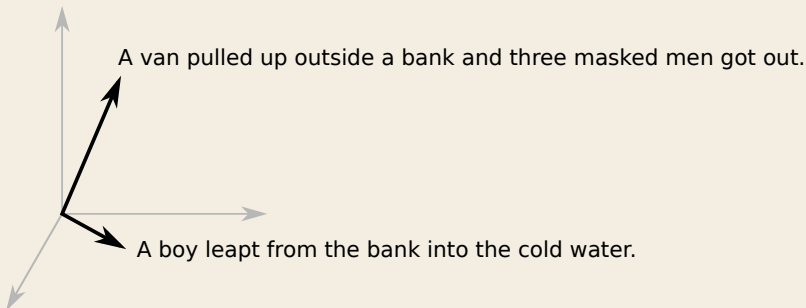 A van pulled up outside a bank and three masked men got out.
A boy leapt from the bank into the cold water.